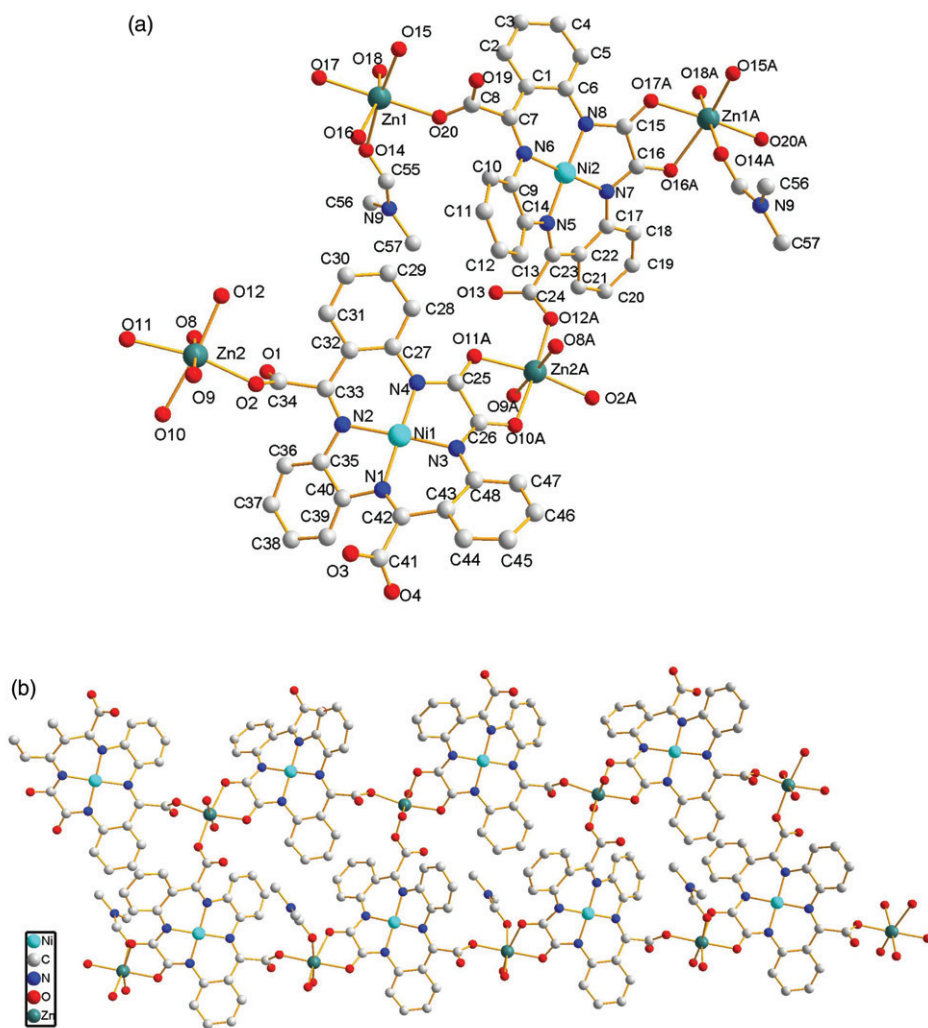 (a)
C3
C4
O15
C2
C5
O18
O17
O19
C1
C6
O17A
O18A
O15A
C8
Zn1
O20
C7
N8
C15
Zn1A
O16
O14
N6
C16
O20A
C55
C10
Ni2
O16A
O14A
C9
N7
C56
N9
C11
C14
N5
C17
C18
C56
N9
C57
C12
C13
C23
C22
C19
C57
C30
C29
C21
C20
O13
C24
O12
C31
C28
O12A
O11
O8
C32
C27
O11A
O8A
Zn2
O1
C25
Zn2A
O9
O2
C34
C33
N4
O9A
O2A
O10
N2
Ni1
C26
O10A
N3
C36
C35
N1
C43
C48
C47
C37
C40
C42
C46
C38
C39
C44
C45
O3
C41
O4
(b)
Ni
C
N
O
Zn